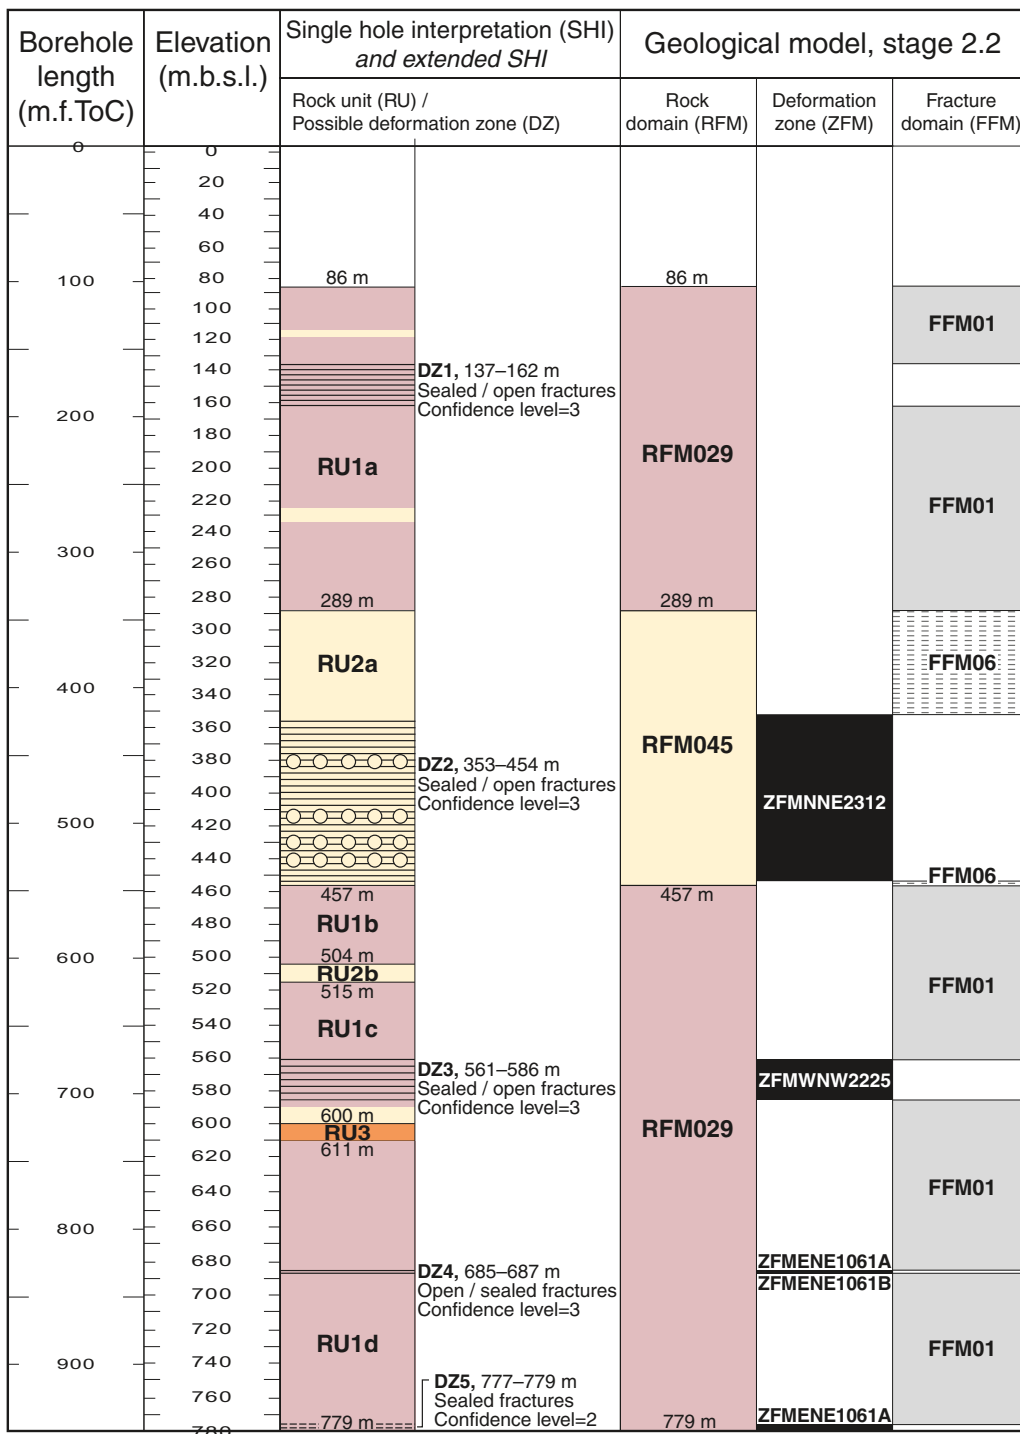 Borehole
length
(m.f.ToC)
Elevation
(m.b.s.l.)
Single hole interpretation (SHI)
and extended SHI
Geological model, stage 2.2
Rock unit (RU) /
Possible deformation zone (DZ)
Rock
domain (RFM)
Deformation
zone (ZFM)
Fracture
domain (FFM)
0
100
200
300
400
500
600
700
800
900
0
20
40
60
80
100
120
140
160
180
200
220
240
260
280
300
320
340
360
380
400
420
440
460
480
500
520
540
560
580
600
620
640
660
680
700
720
740
760
780
86 m
RU1a
289 m
RU2a
457 m
RU1b
504 m
RU2b
515 m
RU1c
600 m
RU3
611 m
RU1d
779 m
DZ1, 137–162 m
Sealed / open fractures
Confidence level=3
DZ2, 353–454 m
Sealed / open fractures
Confidence level=3
DZ3, 561–586 m
Sealed / open fractures
Confidence level=3
DZ4, 685–687 m
Open / sealed fractures
Confidence level=3
DZ5, 777–779 m
Sealed fractures
Confidence level=2
86 m
RFM029
289 m
RFM045
457 m
RFM029
779 m
ZFMNNE2312
ZFMWNW2225
ZFMENE1061A
ZFMENE1061B
ZFMENE1061A
FFM01
FFM01
FFM06
FFM06
FFM01
FFM01
FFM01